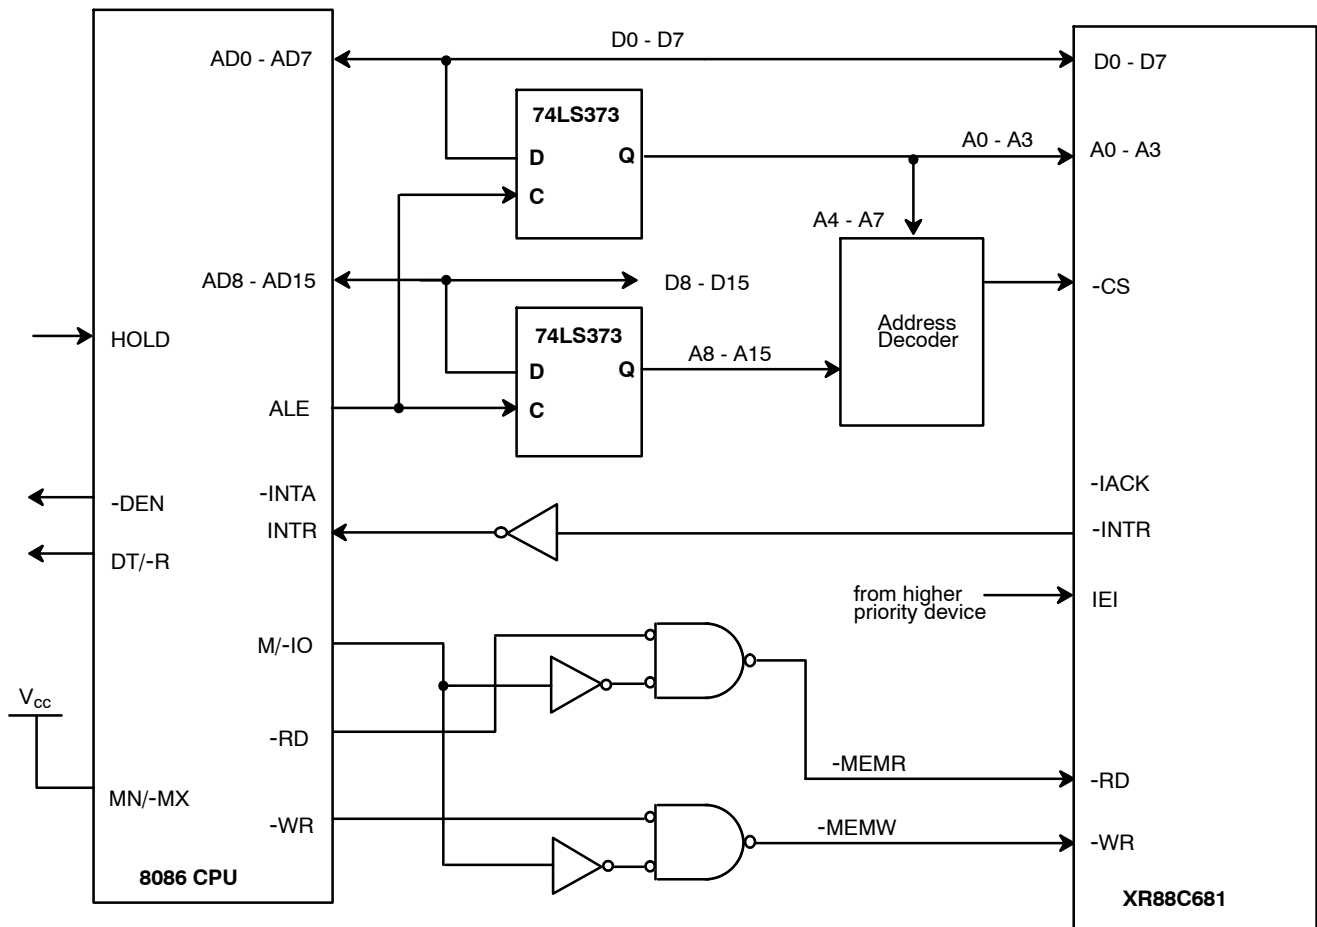 D0 - D7
AD0 - AD7
D0 - D7
74LS373
D
Q
C
A0 - A3
A0 - A3
A4 - A7
AD8 - AD15
D8 - D15
-CS
HOLD
74LS373
D
Q
C
A8 - A15
Address
Decoder
ALE
-DEN
-INTA
-IACK
INTR
-INTR
DT/-R
from higher
priority device
IEI
M/-IO
Vcc
-RD
-MEMR
-RD
MN/-MX
-WR
-MEMW
-WR
8086 CPU
XR88C681